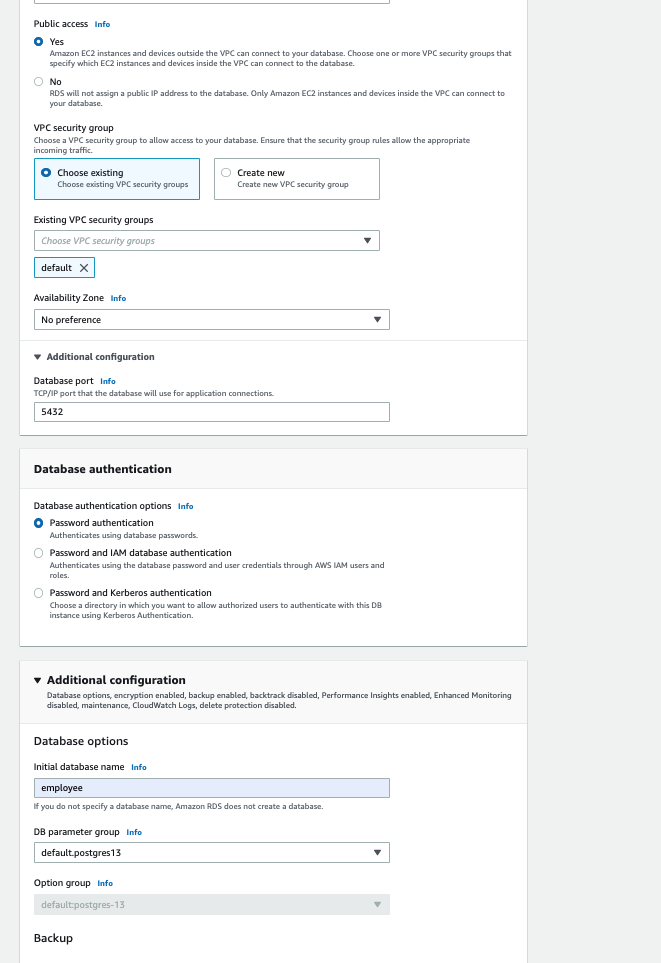 Public access Info
Yes
Amazon EC2 instances and devices outside the VPC can connect to your database. Choose one or more VPC security groups that
specify which EC2 instances and devices inside the VPC can connect to the database.
No
RDS will not assign a public IP address to the database. Only Amazon EC2 instances and devices inside the VPC can connect to
your database.
VPC security group
Choose a VPC security group to allow access to your database. Ensure that the security group rules allow the appropriate
incoming traffic.
Choose existing
Choose existing VPC security groups
Create new
Create new VPC security group
Existing VPC security groups
Choose VPC security groups
default
Availability Zone Info
No preference
Additional configuration
Database port Info
TCP/IP port that the database will use for application connections.
5432
Database authentication
Database authentication options Info
Password authentication
Authenticates using database passwords.
Password and IAM database authentication
Authenticates using the database password and user credentials through AWS IAM users and
roles.
Password and Kerberos authentication
Choose a directory in which you want to allow authorized users to authenticate with this DB
instance using Kerberos Authentication.
Additional configuration
Database options, encryption enabled, backup enabled, backtrack disabled, Performance Insights enabled, Enhanced Monitoring
disabled, maintenance, CloudWatch Logs, delete protection disabled.
Database options
Initial database name Info
employee
If you do not specify a database name, Amazon RDS does not create a database.
DB parameter group Info
default.postgres13
Option group Info
default:postgres-13
Backup